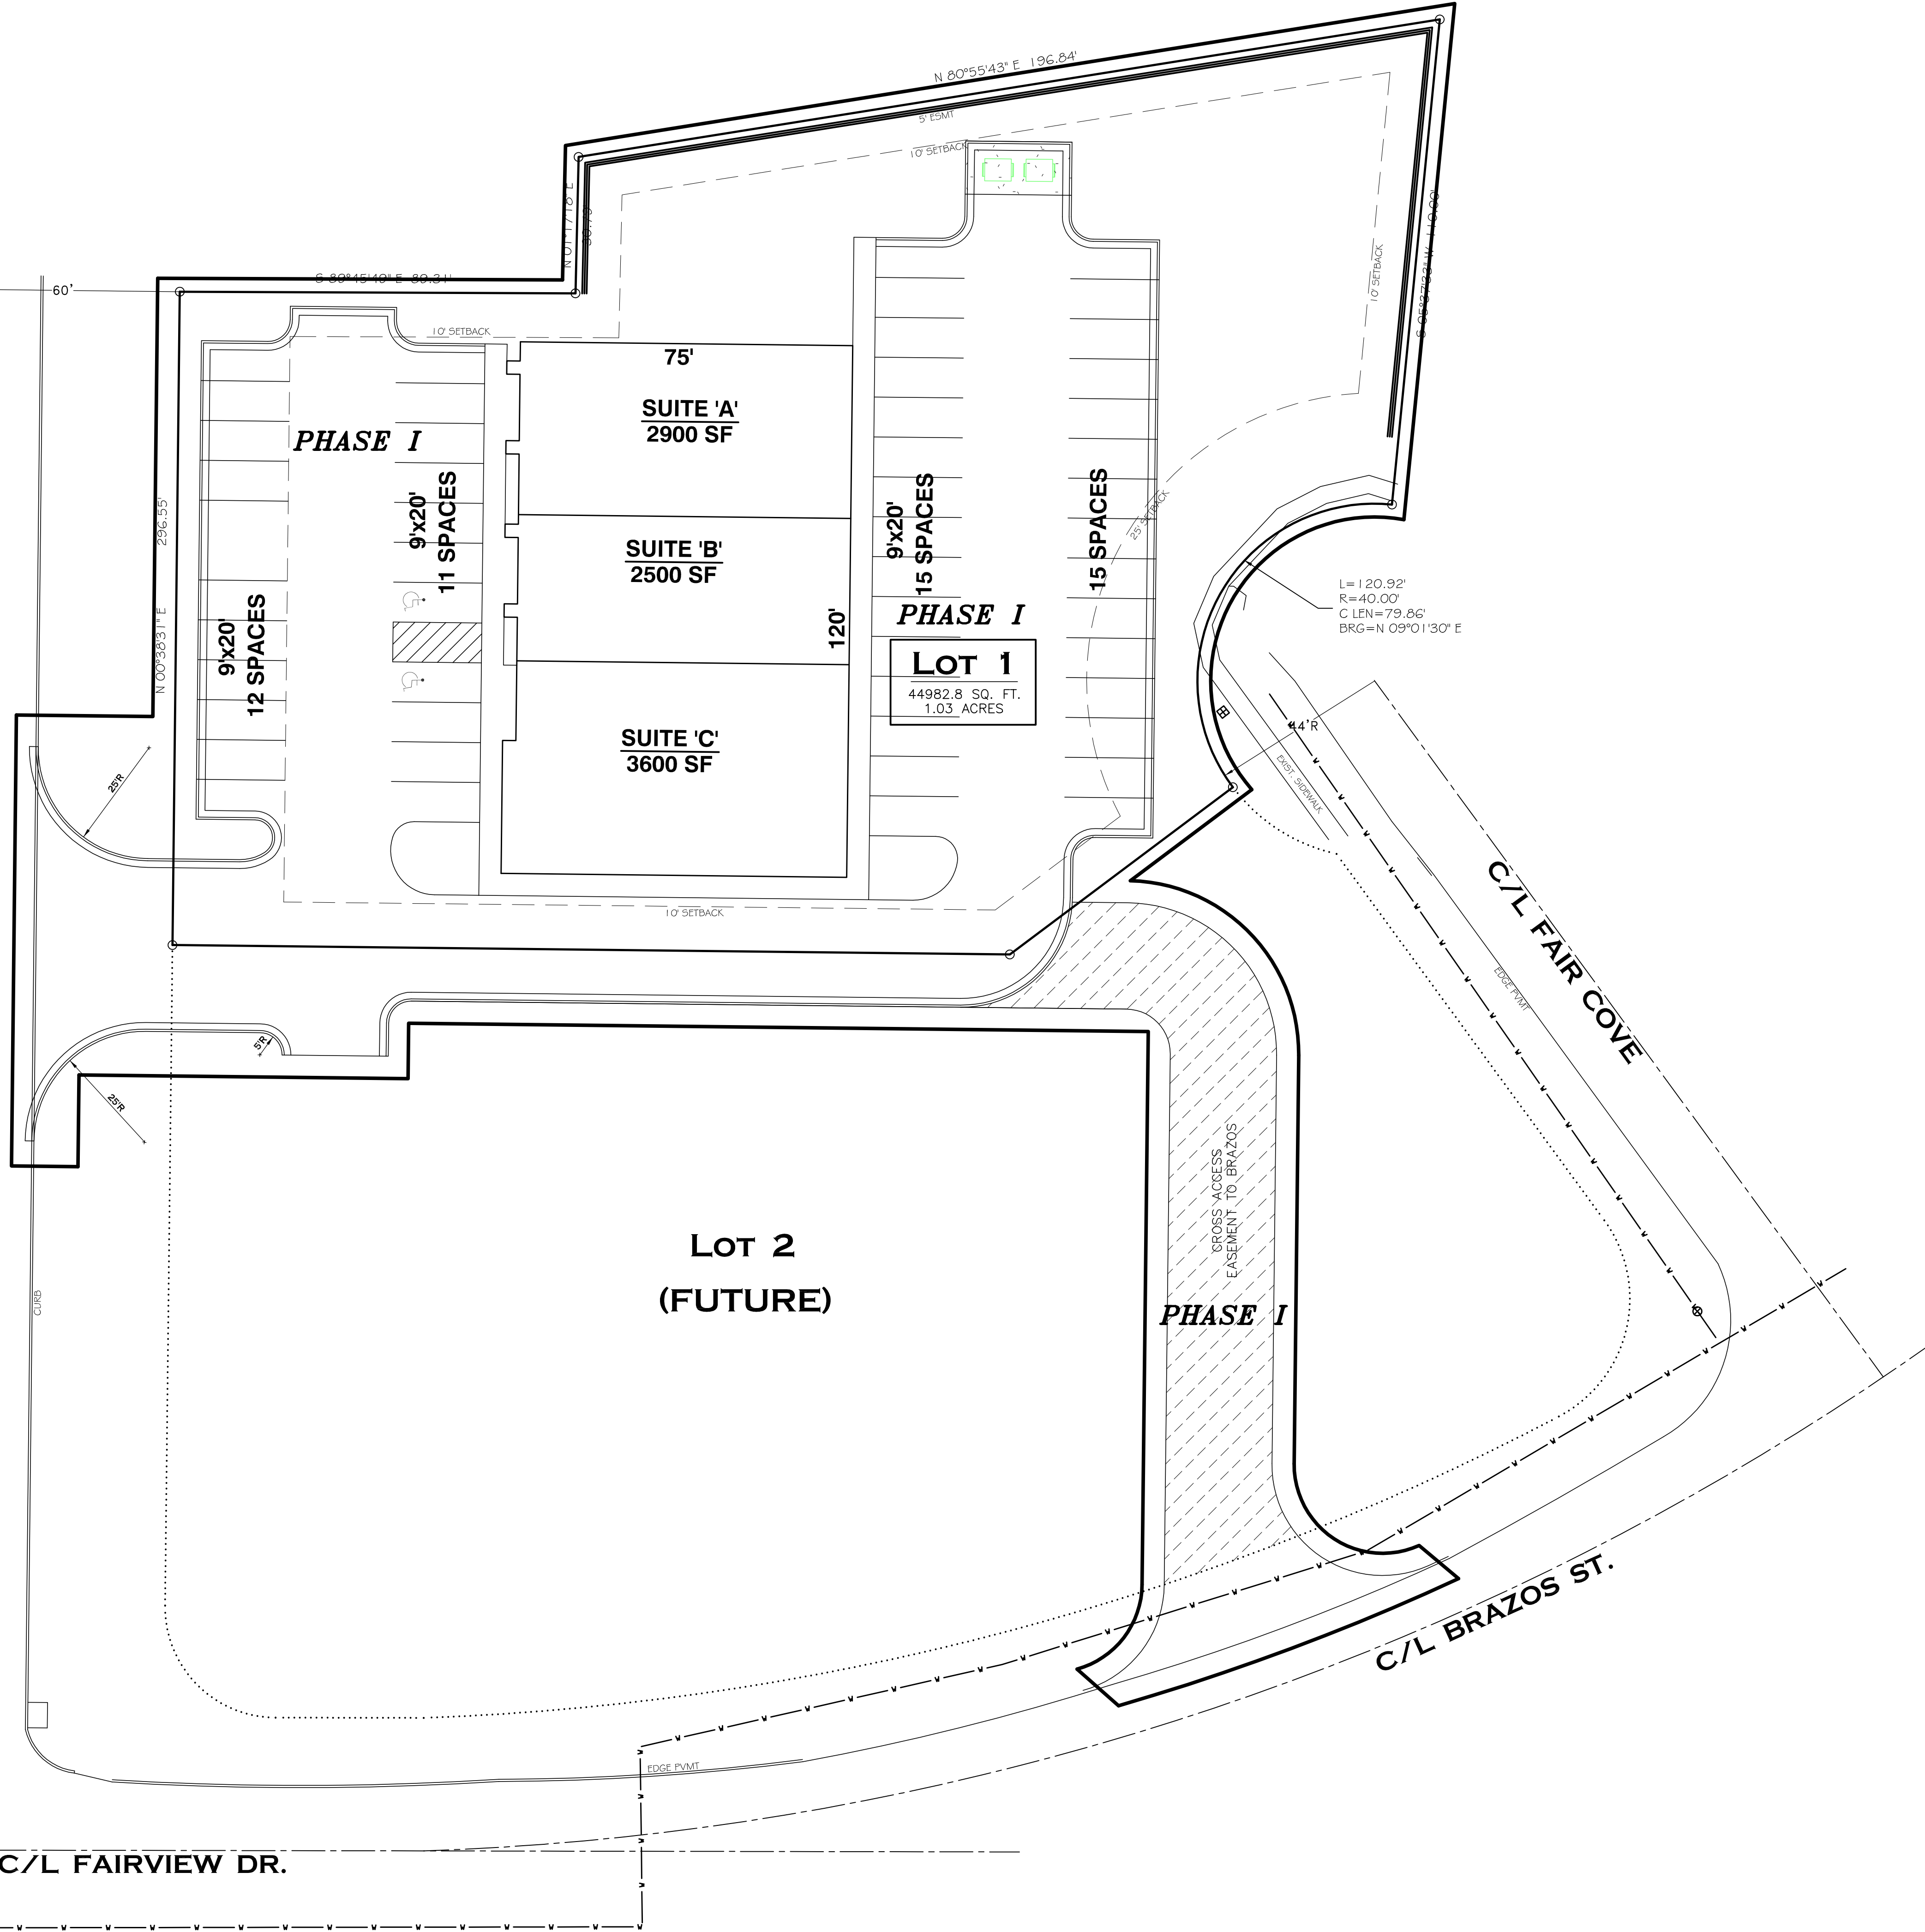 N 80°55'43" E 196.84'
5' ESMT
10' SETBACK
N 01°17'18" E
30.75'
S 89°45'49" E 89.31'
60'
10' SETBACK
10' SETBACK
75'
SUITE 'A'
2900 SF
PHASE I
9'x20'
11 SPACES
9'x20'
15 SPACES
15 SPACES
25' SETBACK
296.55'
N 00°38'31" E
SUITE 'B'
2500 SF
120'
PHASE I
LOT 1
44982.8 SQ. FT.
1.03 ACRES
9'x20'
12 SPACES
SUITE 'C'
3600 SF
L=120.92'
R=40.00'
C LEN=79.86'
BRG=N 09°01'30" E
44'R
EXIST. SIDEWALK
25'R
10' SETBACK
C/L FAIR COVE
EDGE PVMT
5'R
25'R
CROSS ACCESS
EASEMENT TO BRAZOS
LOT 2
(FUTURE)
PHASE I
CURB
C/L BRAZOS ST.
EDGE PVMT
C/L FAIRVIEW DR.